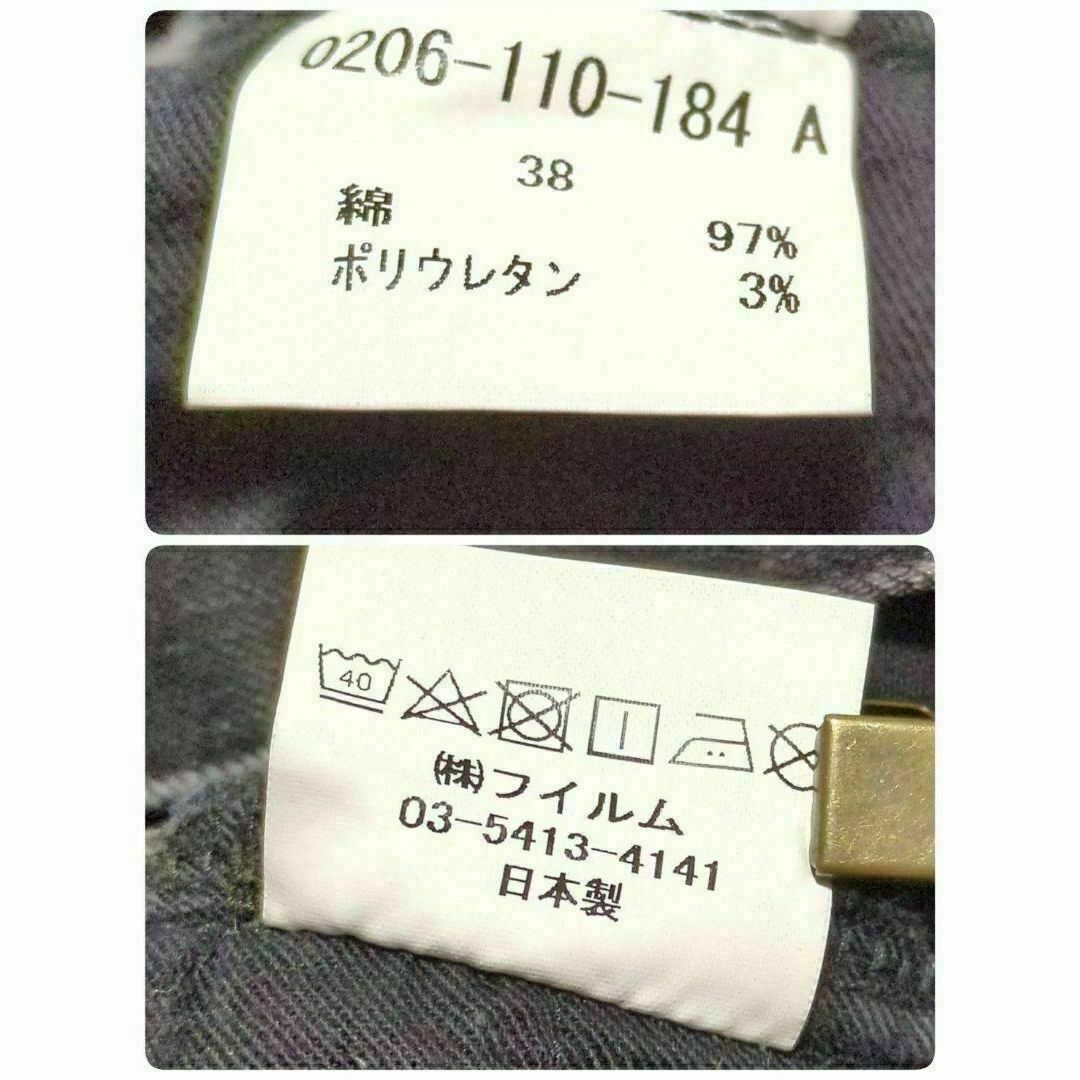 0206-110-184 A
38
綿 97%
ポリウレタン 3%
40
㈱フイルム
03-5413-4141
日本製